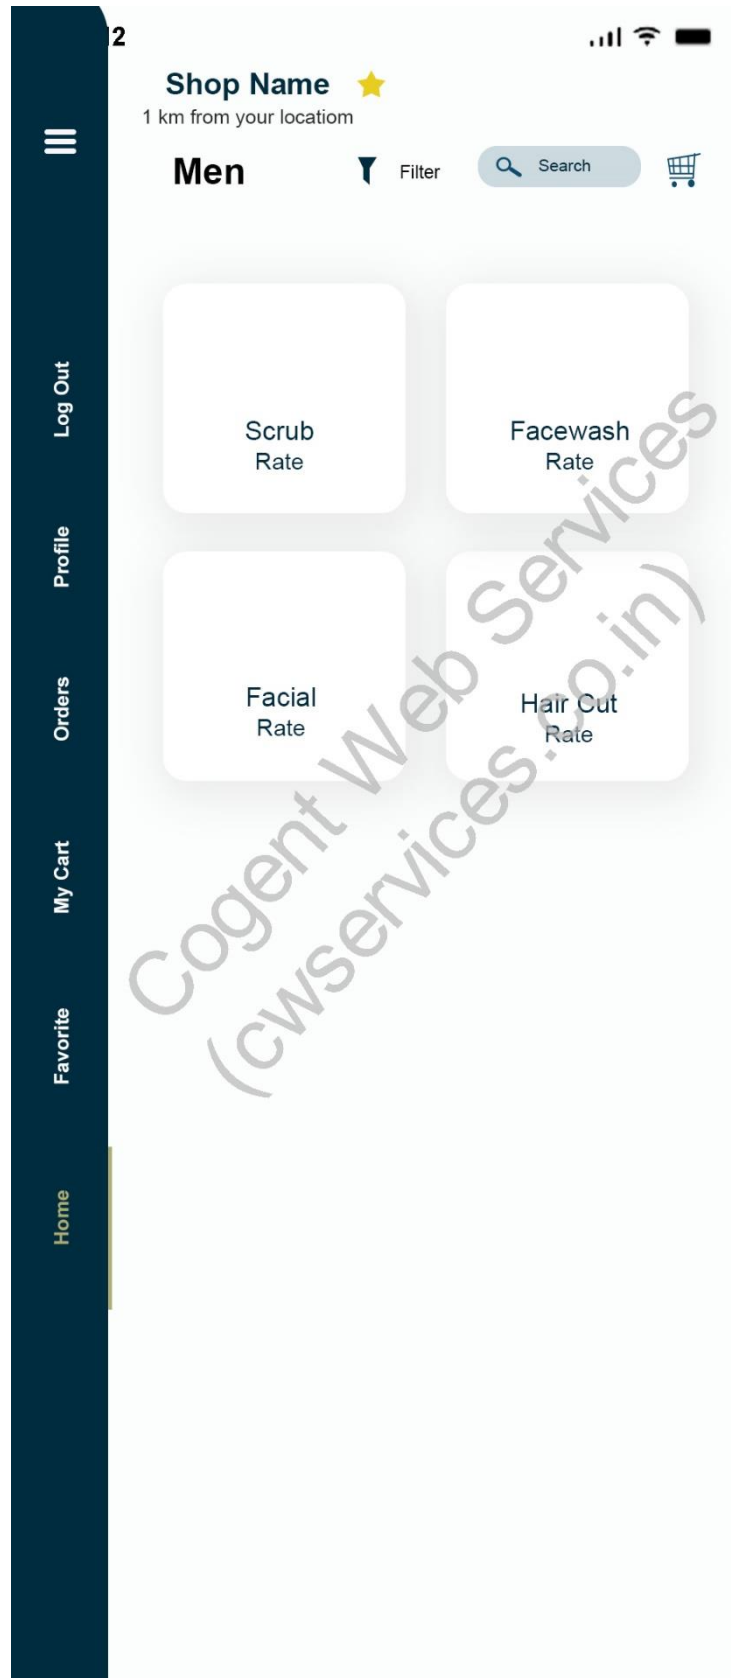 12
Shop Name
1 km from your locatiom
Men
Filter
Search
Scrub
Rate
Facewash
Rate
Facial
Rate
Hair Cut
Rate
Log Out
Profile
Orders
My Cart
Favorite
Home
Cogent Web Services
(cwservices.co.in)